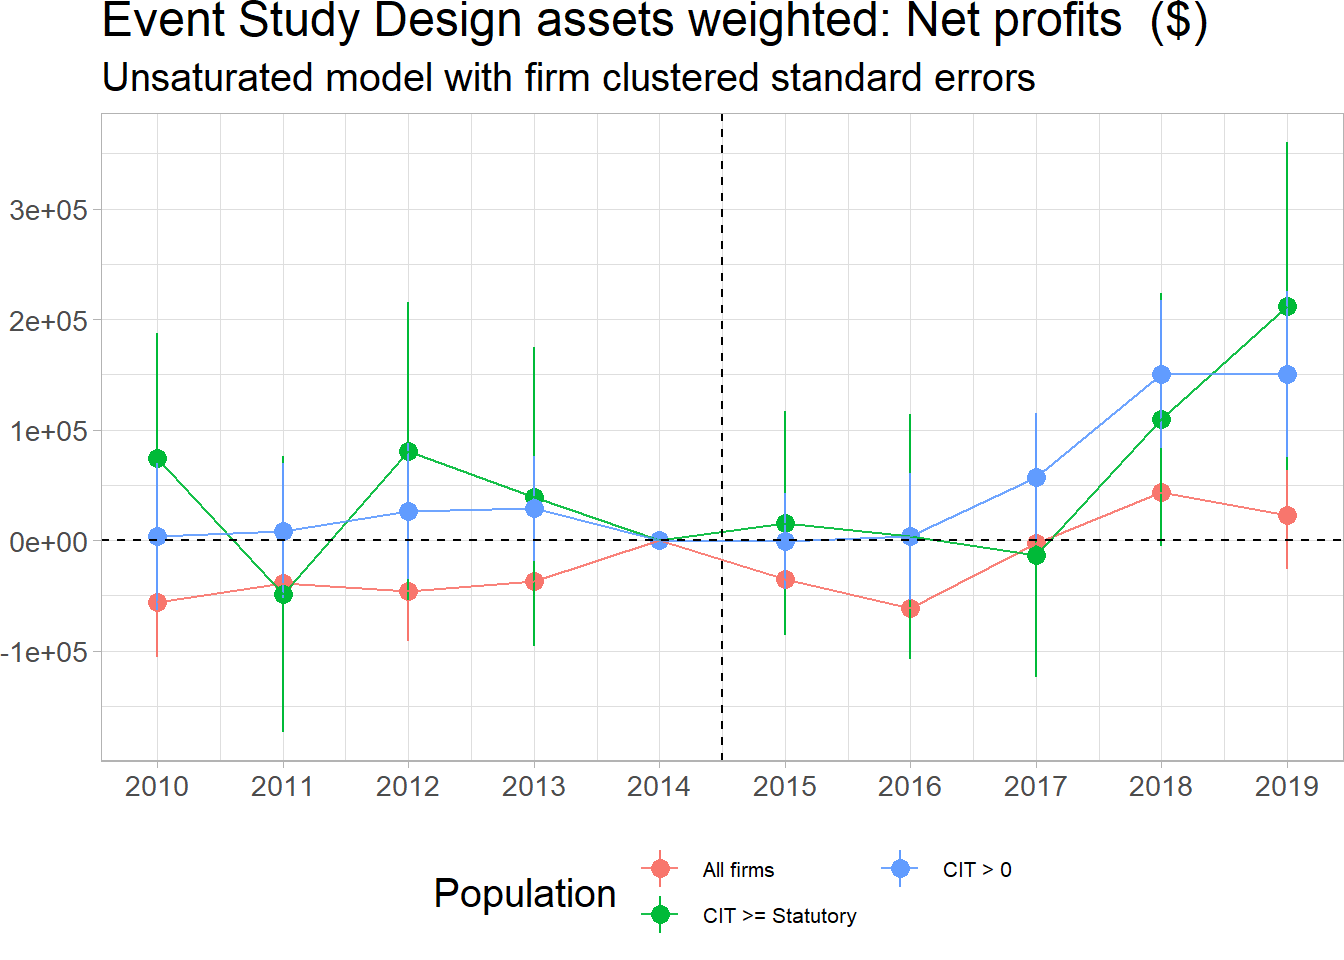 Event Study Design assets weighted: Net profits  ($)
Unsaturated model with firm clustered standard errors
3e+05
2e+05
1e+05
0e+00
-1e+05
2010 2011 2012 2013 2014 2015 2016 2017 2018 2019
Population
All firms
CIT >= Statutory
CIT > 0